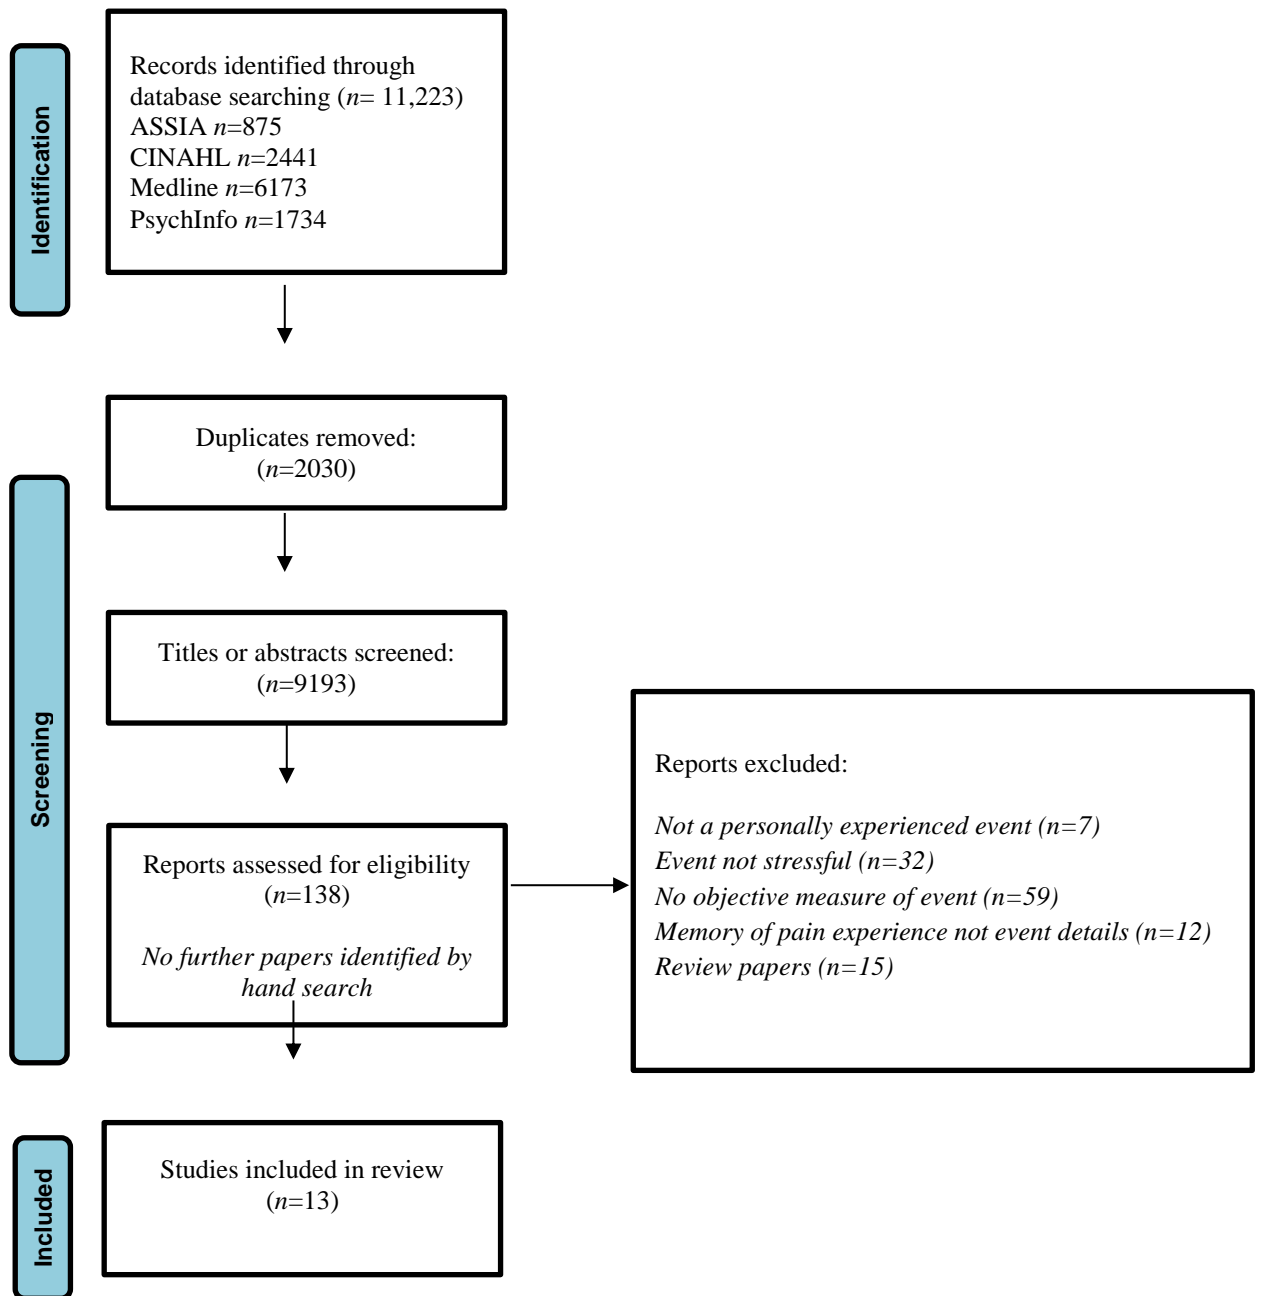 Identification
Records identified through
database searching (n= 11,223)
ASSIA n=875
CINAHL n=2441
Medline n=6173
PsychInfo n=1734
Screening
Duplicates removed:
(n=2030)
Titles or abstracts screened:
(n=9193)
Reports assessed for eligibility
(n=138)
No further papers identified by
hand search
Reports excluded:
Not a personally experienced event (n=7)
Event not stressful (n=32)
No objective measure of event (n=59)
Memory of pain experience not event details (n=12)
Review papers (n=15)
Included
Studies included in review
(n=13)